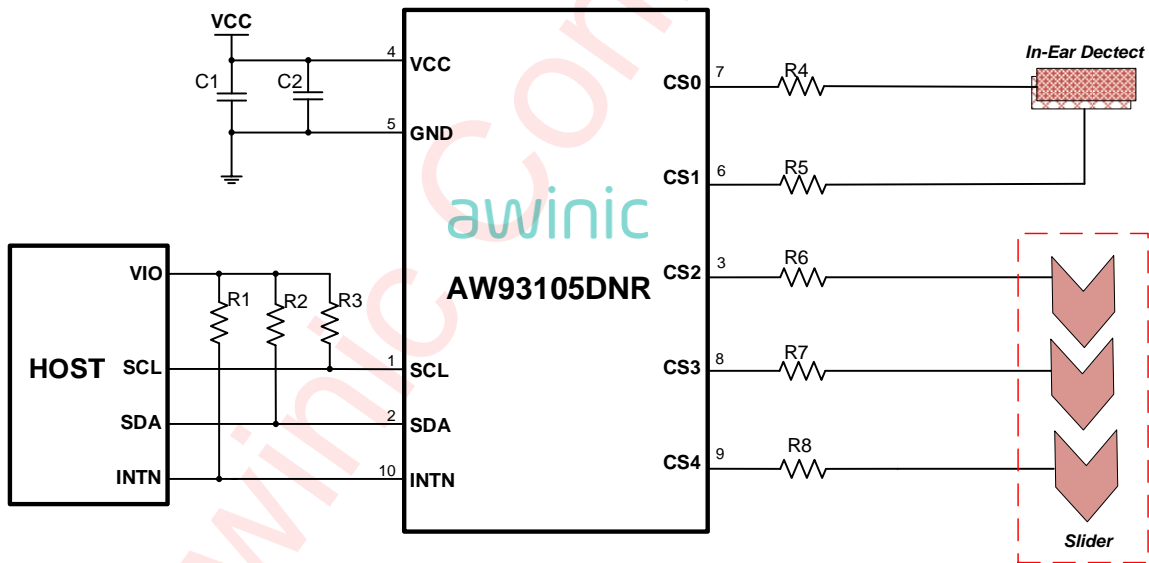 VCC
C1
C2
4
VCC
5
GND
awinic
AW93105DNR
CS0
7
R4
In-Ear Dectect
CS1
6
R5
CS2
3
R6
CS3
8
R7
CS4
9
R8
Slider
HOST
VIO
R1
R2
R3
SCL
1
SCL
SDA
2
SDA
INTN
10
INTN
winic Con